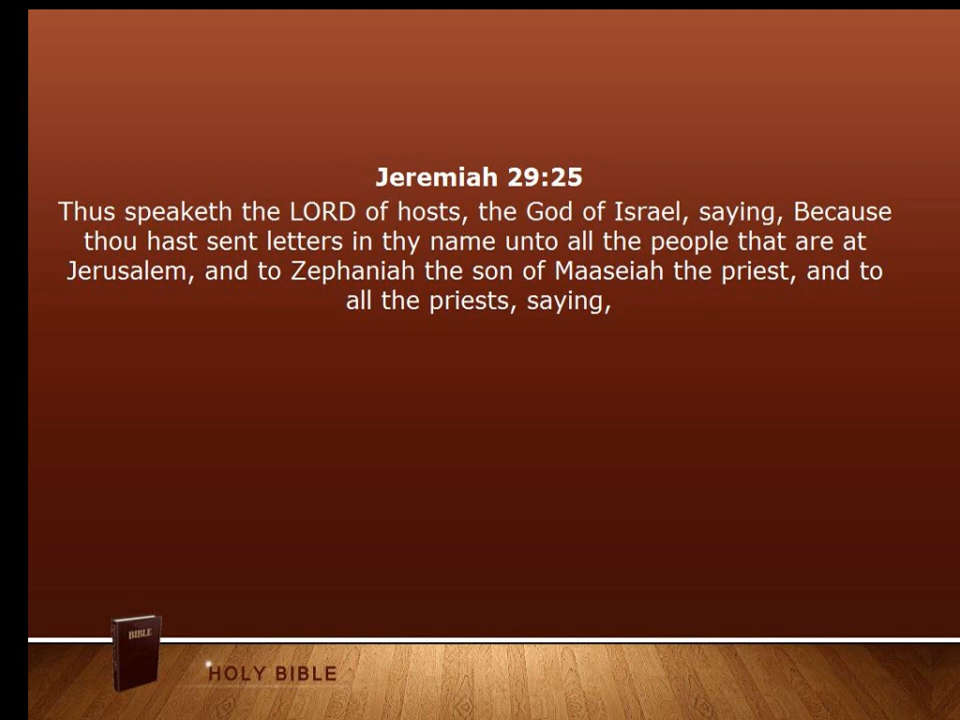 Jeremiah 29:25
Thus speaketh the LORD of hosts, the God of Israel, saying, Because
thou hast sent letters in thy name unto all the people that are at
Jerusalem, and to Zephaniah the son of Maaseiah the priest, and to
all the priests, saying,
BIBLE
HOLY BIBLE